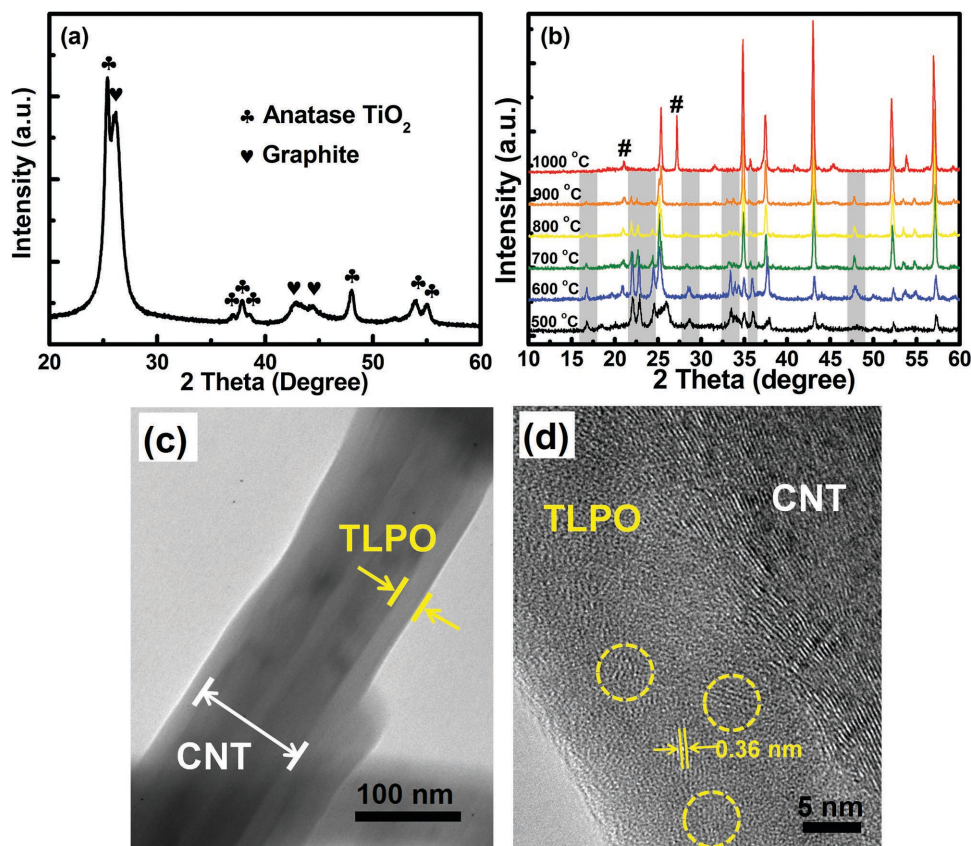 (a)
Intensity (a.u.)
♣
♥
♣ Anatase TiO₂
♥ Graphite
♣ ♣ ♣ ♥ ♥ ♣ ♣ ♣
20 30 40 50 60
2 Theta (Degree)
(b)
Intensity (a.u.)
# #
1000 °C
900 °C
800 °C
700 °C
600 °C
500 °C
10 15 20 25 30 35 40 45 50 55 60
2 Theta (degree)
(c)
TLPO
CNT
100 nm
(d)
TLPO
CNT
0.36 nm
5 nm